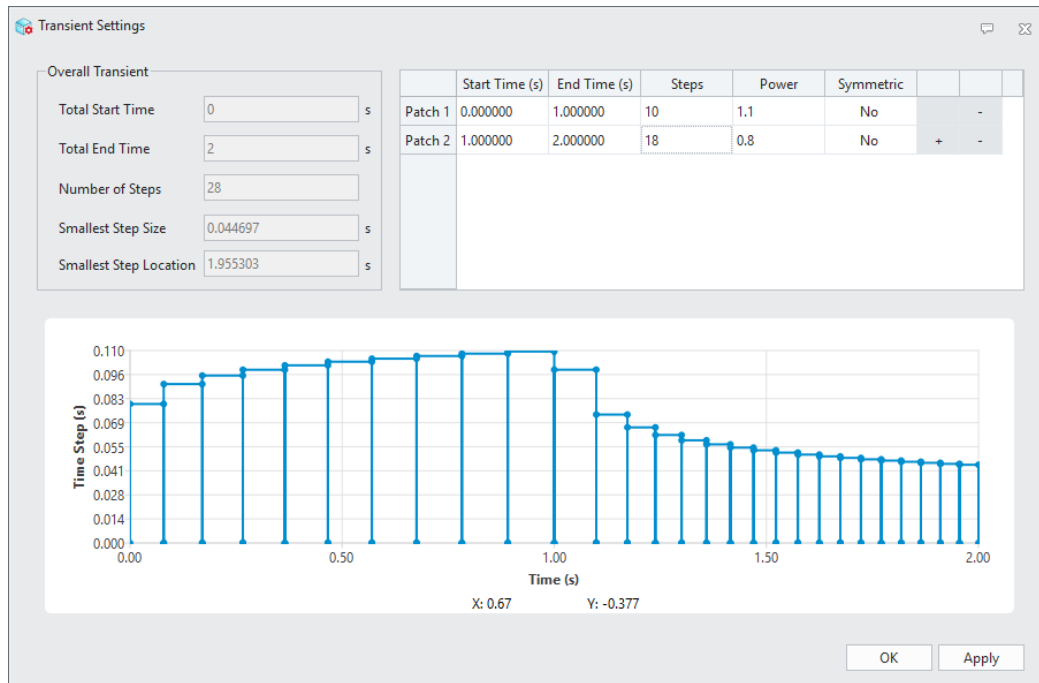 Transient Settings
Overall Transient
Total Start Time 0 s
Total End Time 2 s
Number of Steps 28
Smallest Step Size 0.044697 s
Smallest Step Location 1.955303 s
Start Time (s) End Time (s) Steps Power Symmetric
Patch 1 0.000000 1.000000 10 1.1 No -
Patch 2 1.000000 2.000000 18 0.8 No + -
Time Step (s)
0.110
0.096
0.083
0.069
0.055
0.041
0.028
0.014
0.000
0.00 0.50 1.00 1.50 2.00
Time (s)
X: 0.67 Y: -0.377
OK Apply